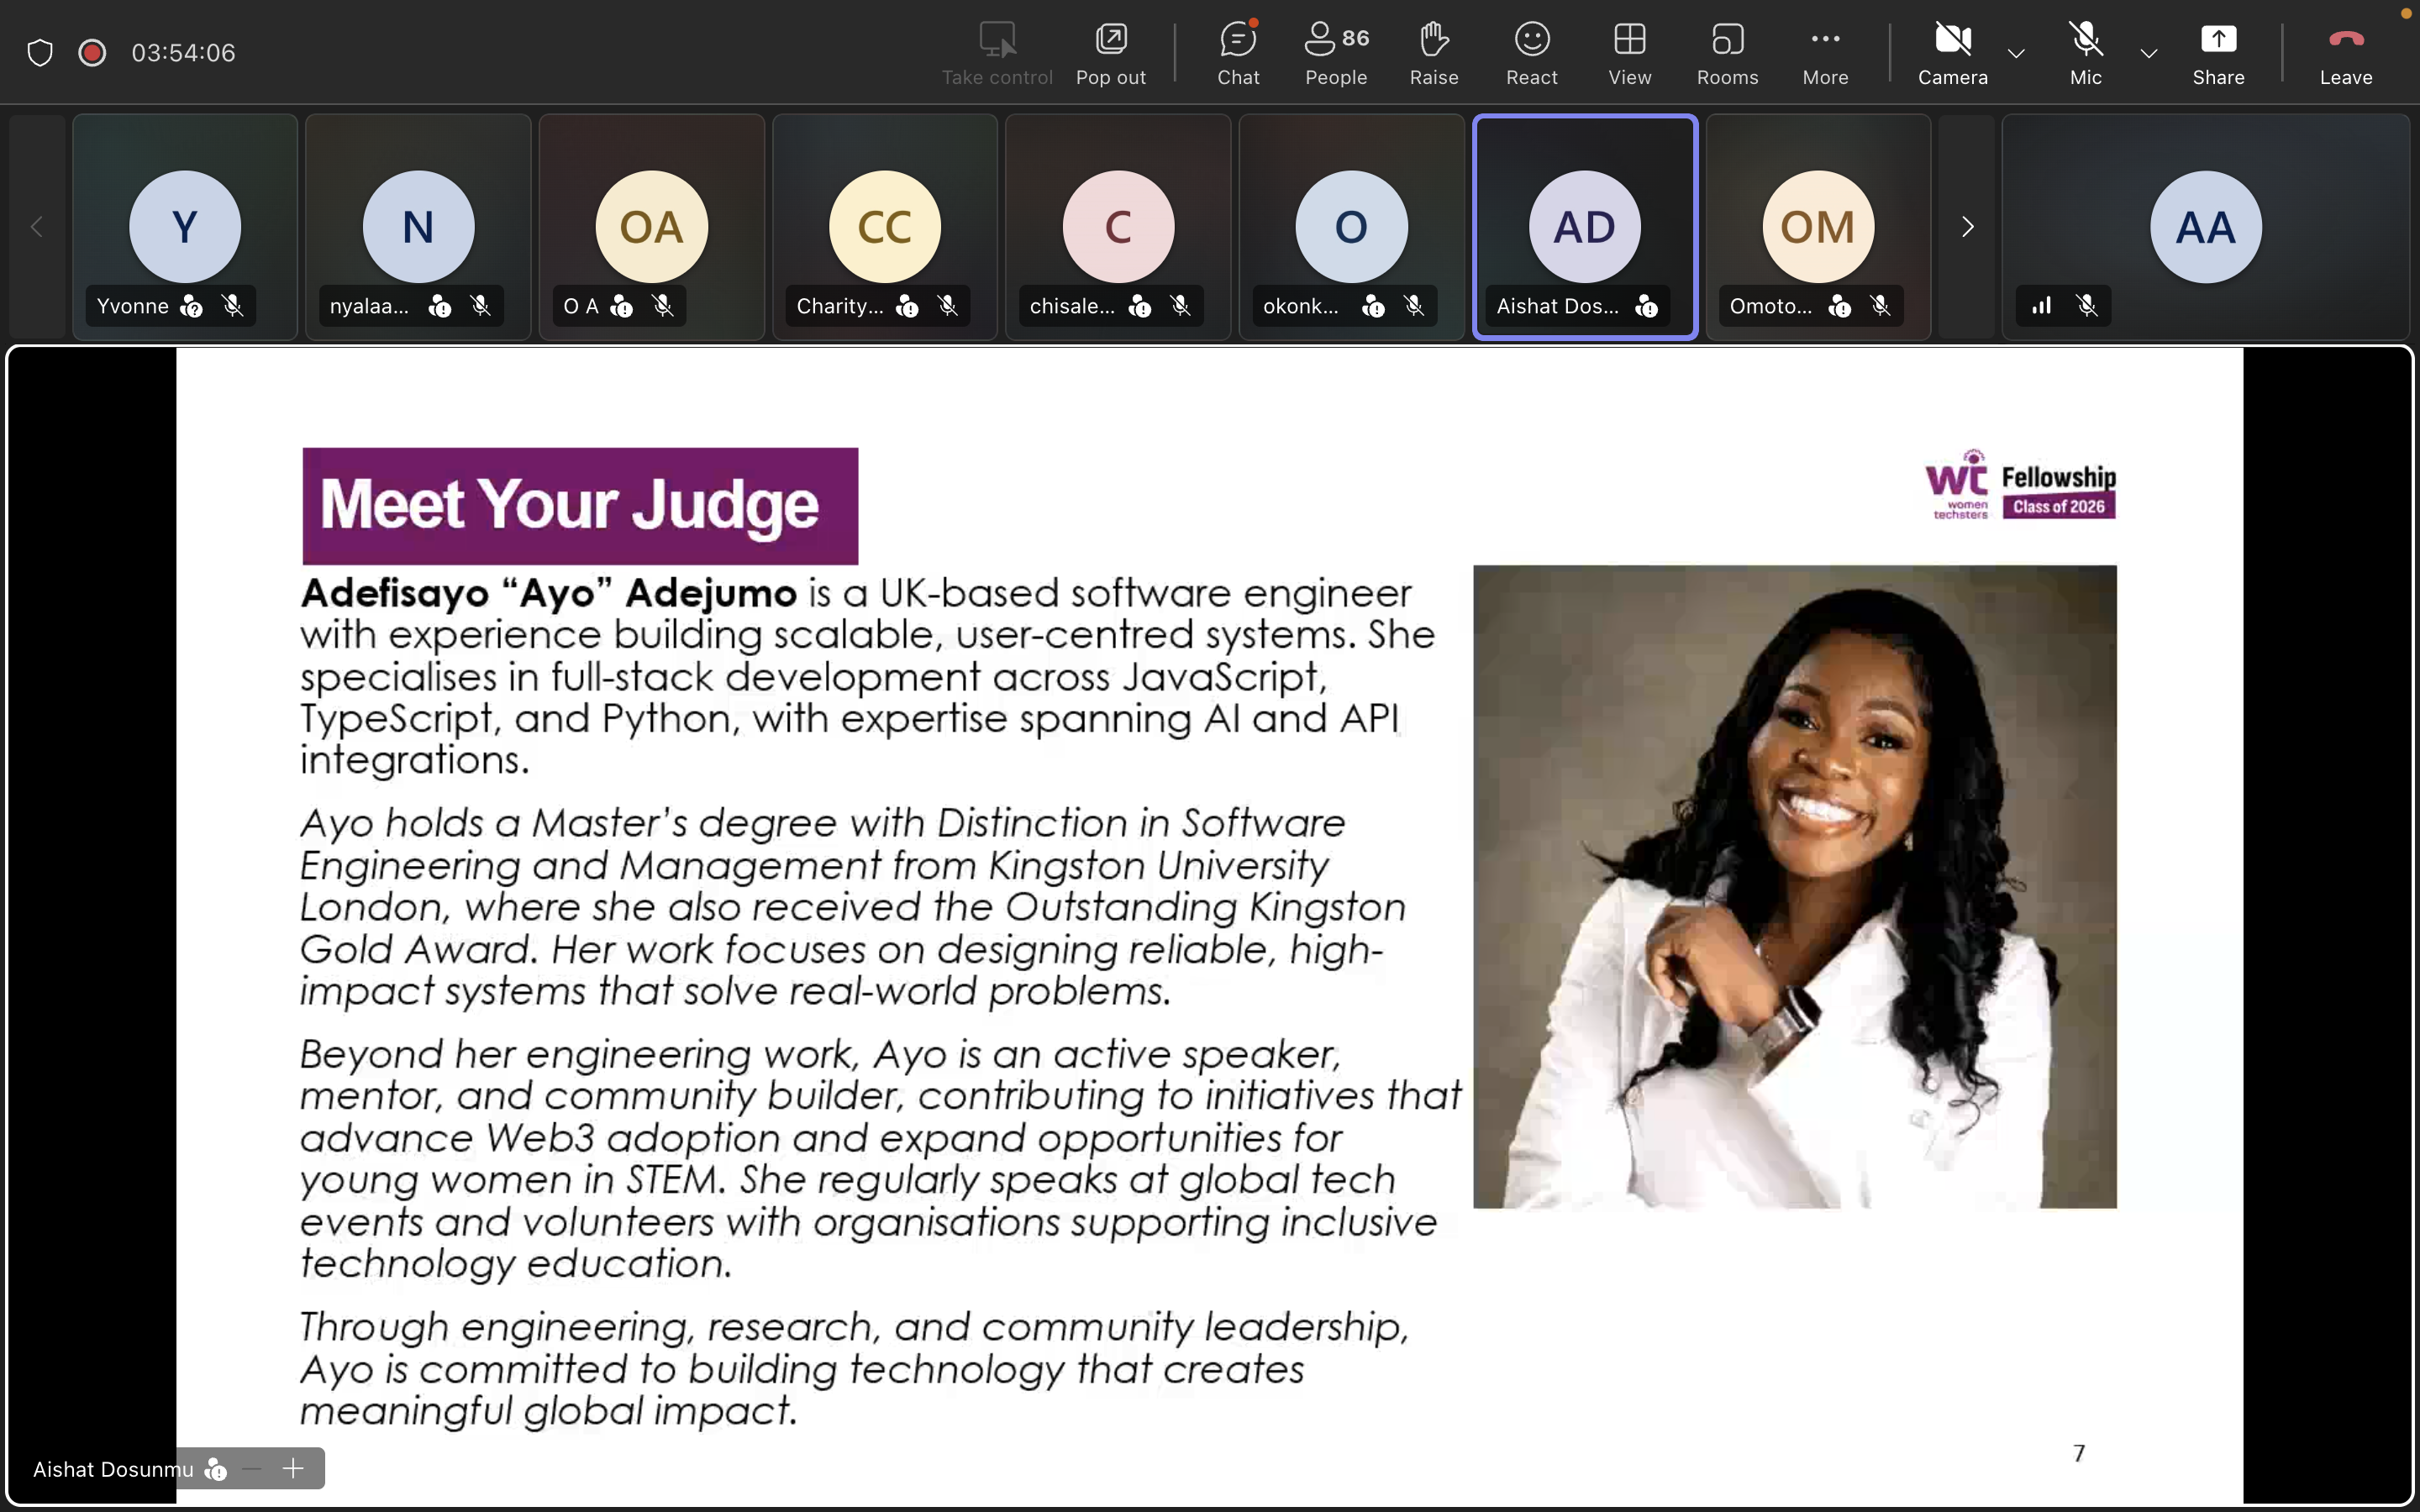 03:54:06
Take control
Pop out
Chat
86
People
Raise
React
View
Rooms
More
Camera
Mic
Share
Leave
Y
N
OA
CC
C
O
AD
OM
AA
Yvonne
nyalaa...
O A
Charity...
chisale...
okonk...
Aishat Dos...
Omoto...
Meet Your Judge
wt
women
techsters
Fellowship
Class of 2026
Adefisayo “Ayo” Adejumo is a UK-based software engineer
with experience building scalable, user-centred systems. She
specialises in full-stack development across JavaScript,
TypeScript, and Python, with expertise spanning AI and API
integrations.
Ayo holds a Master’s degree with Distinction in Software
Engineering and Management from Kingston University
London, where she also received the Outstanding Kingston
Gold Award. Her work focuses on designing reliable, high-
impact systems that solve real-world problems.
Beyond her engineering work, Ayo is an active speaker,
mentor, and community builder, contributing to initiatives that
advance Web3 adoption and expand opportunities for
young women in STEM. She regularly speaks at global tech
events and volunteers with organisations supporting inclusive
technology education.
Through engineering, research, and community leadership,
Ayo is committed to building technology that creates
meaningful global impact.
7
Aishat Dosunmu